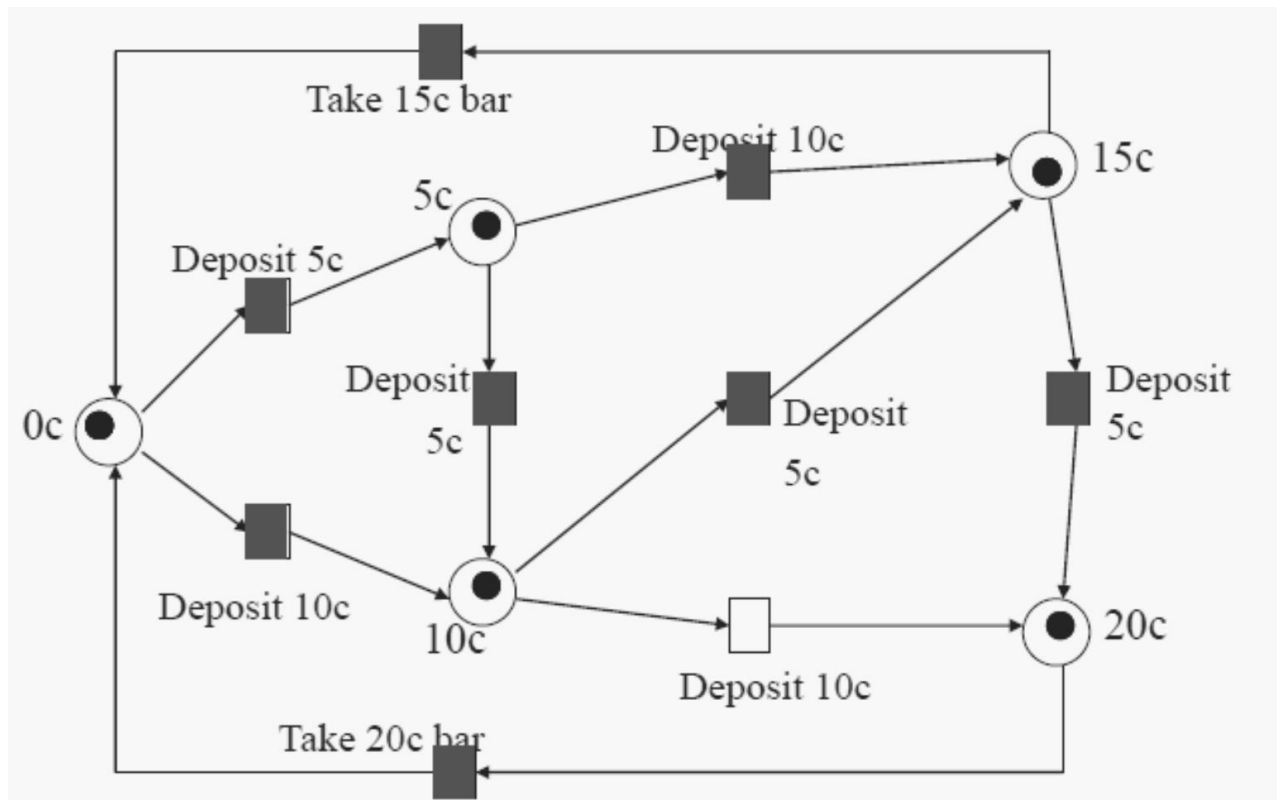 Take 15c bar
Deposit 10c
15c
5c
Deposit 5c
Deposit
5c
Deposit
5c
Deposit
5c
0c
Deposit 10c
10c
20c
Deposit 10c
Take 20c bar